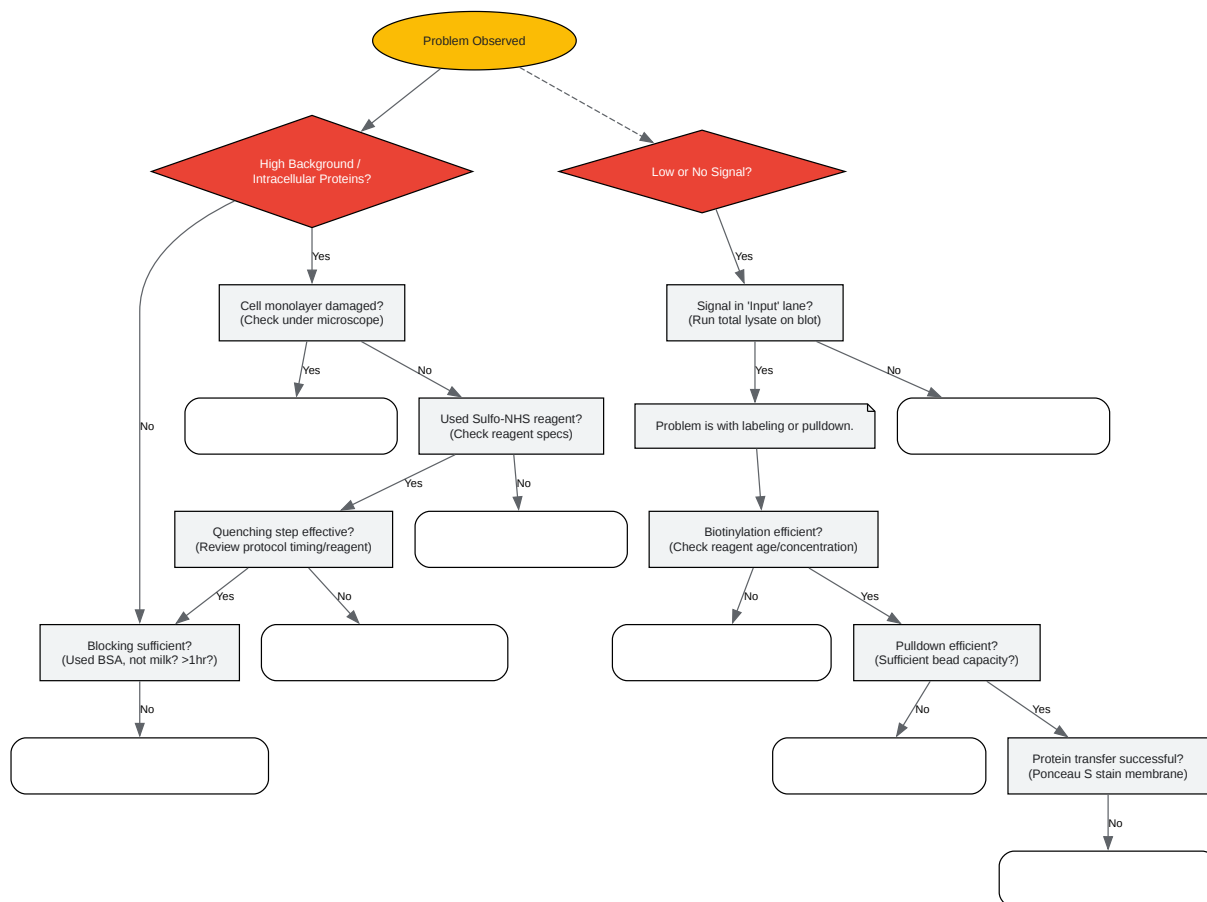 Problem Observed
High Background /
Intracellular Proteins?
Low or No Signal?
Yes
Yes
Cell monolayer damaged?
(Check under microscope)
Signal in 'Input' lane?
(Run total lysate on blot)
Yes
No
Yes
No
No
Used Sulfo-NHS reagent?
(Check reagent specs)
Problem is with labeling or pulldown.
Yes
No
Quenching step effective?
(Review protocol timing/reagent)
Biotinylation efficient?
(Check reagent age/concentration)
Yes
No
No
Yes
Blocking sufficient?
(Used BSA, not milk? >1hr?)
Pulldown efficient?
(Sufficient bead capacity?)
No
No
Yes
Protein transfer successful?
(Ponceau S stain membrane)
No